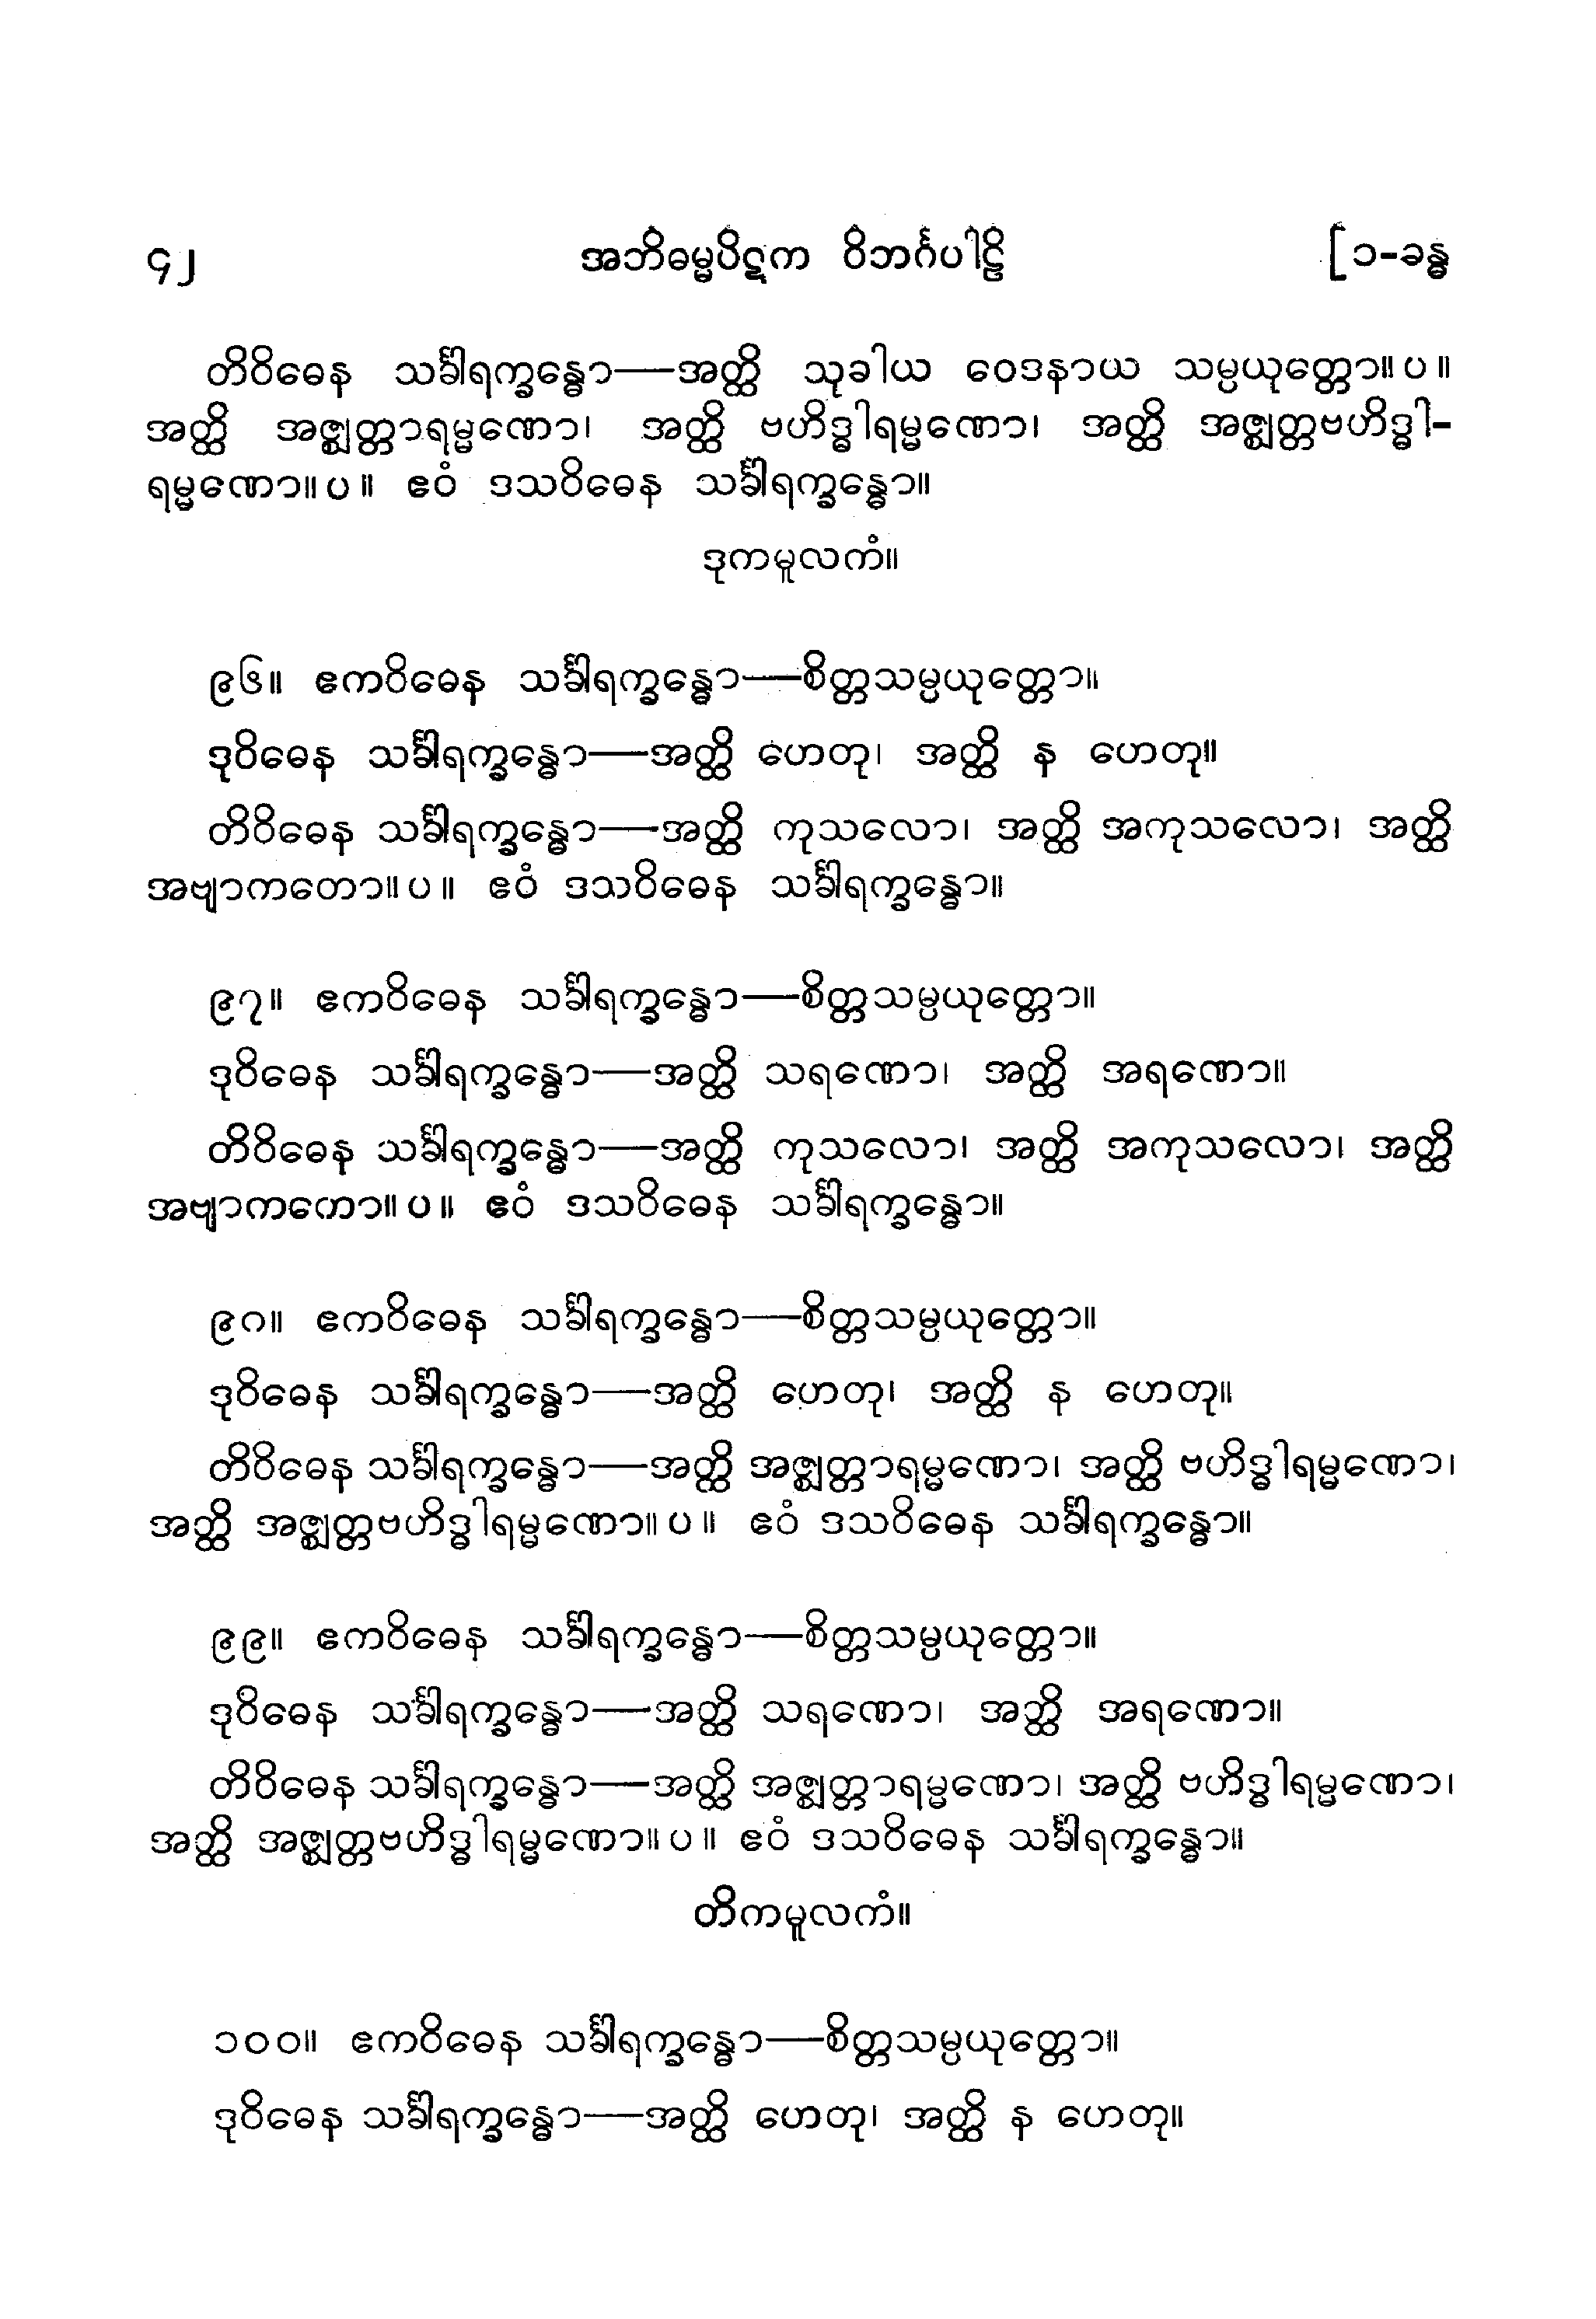 ၄၂ အဘိဓမ္မပိဋက ဝိဘင်္ဂပါဠိ [၁-ခန္ဓ
တိဝိဓေန သင်္ခါရက္ခန္ဓော—အတ္ထိ သုခါယ ဝေဒနာယ သမ္ပယုတ္တော။ပ။
အတ္ထိ အဇ္ဈတ္တာရမ္မဏော၊ အတ္ထိ ဗဟိဒ္ဓါရမ္မဏော၊ အတ္ထိ အဇ္ဈတ္တဗဟိဒ္ဓါ-
ရမ္မဏော။ပ။ ဧဝံ ဒသဝိဓေန သင်္ခါရက္ခန္ဓော။
ဒုကမူလကံ။
၉၆။ ဧကဝိဓေန သင်္ခါရက္ခန္ဓော—စိတ္တသမ္ပယုတ္တော။
ဒုဝိဓေန သင်္ခါရက္ခန္ဓော—အတ္ထိ ဟေတု၊ အတ္ထိ န ဟေတု။
တိဝိဓေန သင်္ခါရက္ခန္ဓော—အတ္ထိ ကုသလော၊ အတ္ထိ အကုသလော၊ အတ္ထိ
အဗျာကတော။ပ။ ဧဝံ ဒသဝိဓေန သင်္ခါရက္ခန္ဓော။
၉၇။ ဧကဝိဓေန သင်္ခါရက္ခန္ဓော—စိတ္တသမ္ပယုတ္တော။
ဒုဝိဓေန သင်္ခါရက္ခန္ဓော—အတ္ထိ သရဏော၊ အတ္ထိ အရဏော။
တိဝိဓေန သင်္ခါရက္ခန္ဓော—အတ္ထိ ကုသလော၊ အတ္ထိ အကုသလော၊ အတ္ထိ
အဗျာကတော။ပ။ ဧဝံ ဒသဝိဓေန သင်္ခါရက္ခန္ဓော။
၉၈။ ဧကဝိဓေန သင်္ခါရက္ခန္ဓော—စိတ္တသမ္ပယုတ္တော။
ဒုဝိဓေန သင်္ခါရက္ခန္ဓော—အတ္ထိ ဟေတု၊ အတ္ထိ န ဟေတု။
တိဝိဓေန သင်္ခါရက္ခန္ဓော—အတ္ထိ အဇ္ဈတ္တာရမ္မဏော၊ အတ္ထိ ဗဟိဒ္ဓါရမ္မဏော၊
အတ္ထိ အဇ္ဈတ္တဗဟိဒ္ဓါရမ္မဏော။ပ။ ဧဝံ ဒသဝိဓေန သင်္ခါရက္ခန္ဓော။
၉၉။ ဧကဝိဓေန သင်္ခါရက္ခန္ဓော—စိတ္တသမ္ပယုတ္တော။
ဒုဝိဓေန သင်္ခါရက္ခန္ဓော—အတ္ထိ သရဏော၊ အတ္ထိ အရဏော။
တိဝိဓေန သင်္ခါရက္ခန္ဓော—အတ္ထိ အဇ္ဈတ္တာရမ္မဏော၊ အတ္ထိ ဗဟိဒ္ဓါရမ္မဏော၊
အတ္ထိ အဇ္ဈတ္တဗဟိဒ္ဓါရမ္မဏော။ပ။ ဧဝံ ဒသဝိဓေန သင်္ခါရက္ခန္ဓော။
တိကမူလကံ။
၁၀၀။ ဧကဝိဓေန သင်္ခါရက္ခန္ဓော—စိတ္တသမ္ပယုတ္တော။
ဒုဝိဓေန သင်္ခါရက္ခန္ဓော—အတ္ထိ ဟေတု၊ အတ္ထိ န ဟေတု။